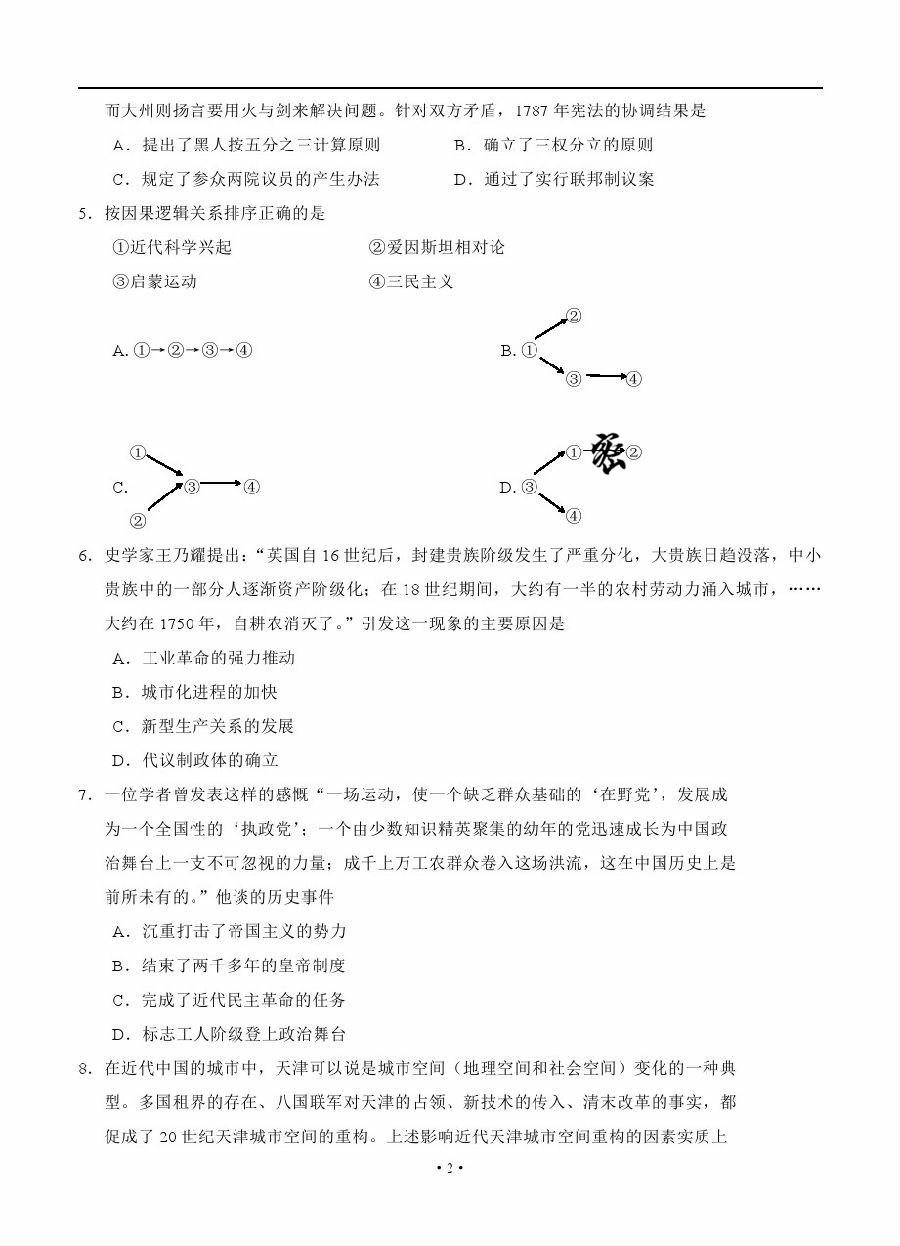 而大州则扬言要用火与剑来解决问题。针对双方矛盾，1787 年宪法的协调结果是
A．提出了黑人按五分之三计算原则 B．确立了三权分立的原则
C．规定了参众两院议员的产生办法 D．通过了实行联邦制议案
5．按因果逻辑关系排序正确的是
①近代科学兴起 ②爱因斯坦相对论
③启蒙运动 ④三民主义
②
A. ①→②→③→④ B. ①
③ ④
① ① ②
C. ③ ④ D. ③
② ④
6．史学家王乃耀提出：“英国自 16 世纪后，封建贵族阶级发生了严重分化，大贵族日趋没落，中小
贵族中的一部分人逐渐资产阶级化；在 18 世纪期间，大约有一半的农村劳动力涌入城市，……
大约在 1750 年，自耕农消灭了。”引发这一现象的主要原因是
A．工业革命的强力推动
B．城市化进程的加快
C．新型生产关系的发展
D．代议制政体的确立
7．一位学者曾发表这样的感慨“一场运动，使一个缺乏群众基础的‘在野党’，发展成
为一个全国性的‘执政党’；一个由少数知识精英聚集的幼年的党迅速成长为中国政
治舞台上一支不可忽视的力量；成千上万工农群众卷入这场洪流，这在中国历史上是
前所未有的。”他谈的历史事件
A．沉重打击了帝国主义的势力
B．结束了两千多年的皇帝制度
C．完成了近代民主革命的任务
D．标志工人阶级登上政治舞台
8．在近代中国的城市中，天津可以说是城市空间（地理空间和社会空间）变化的一种典
型。多国租界的存在、八国联军对天津的占领、新技术的传入、清末改革的事实，都
促成了 20 世纪天津城市空间的重构。上述影响近代天津城市空间重构的因素实质上
·2·